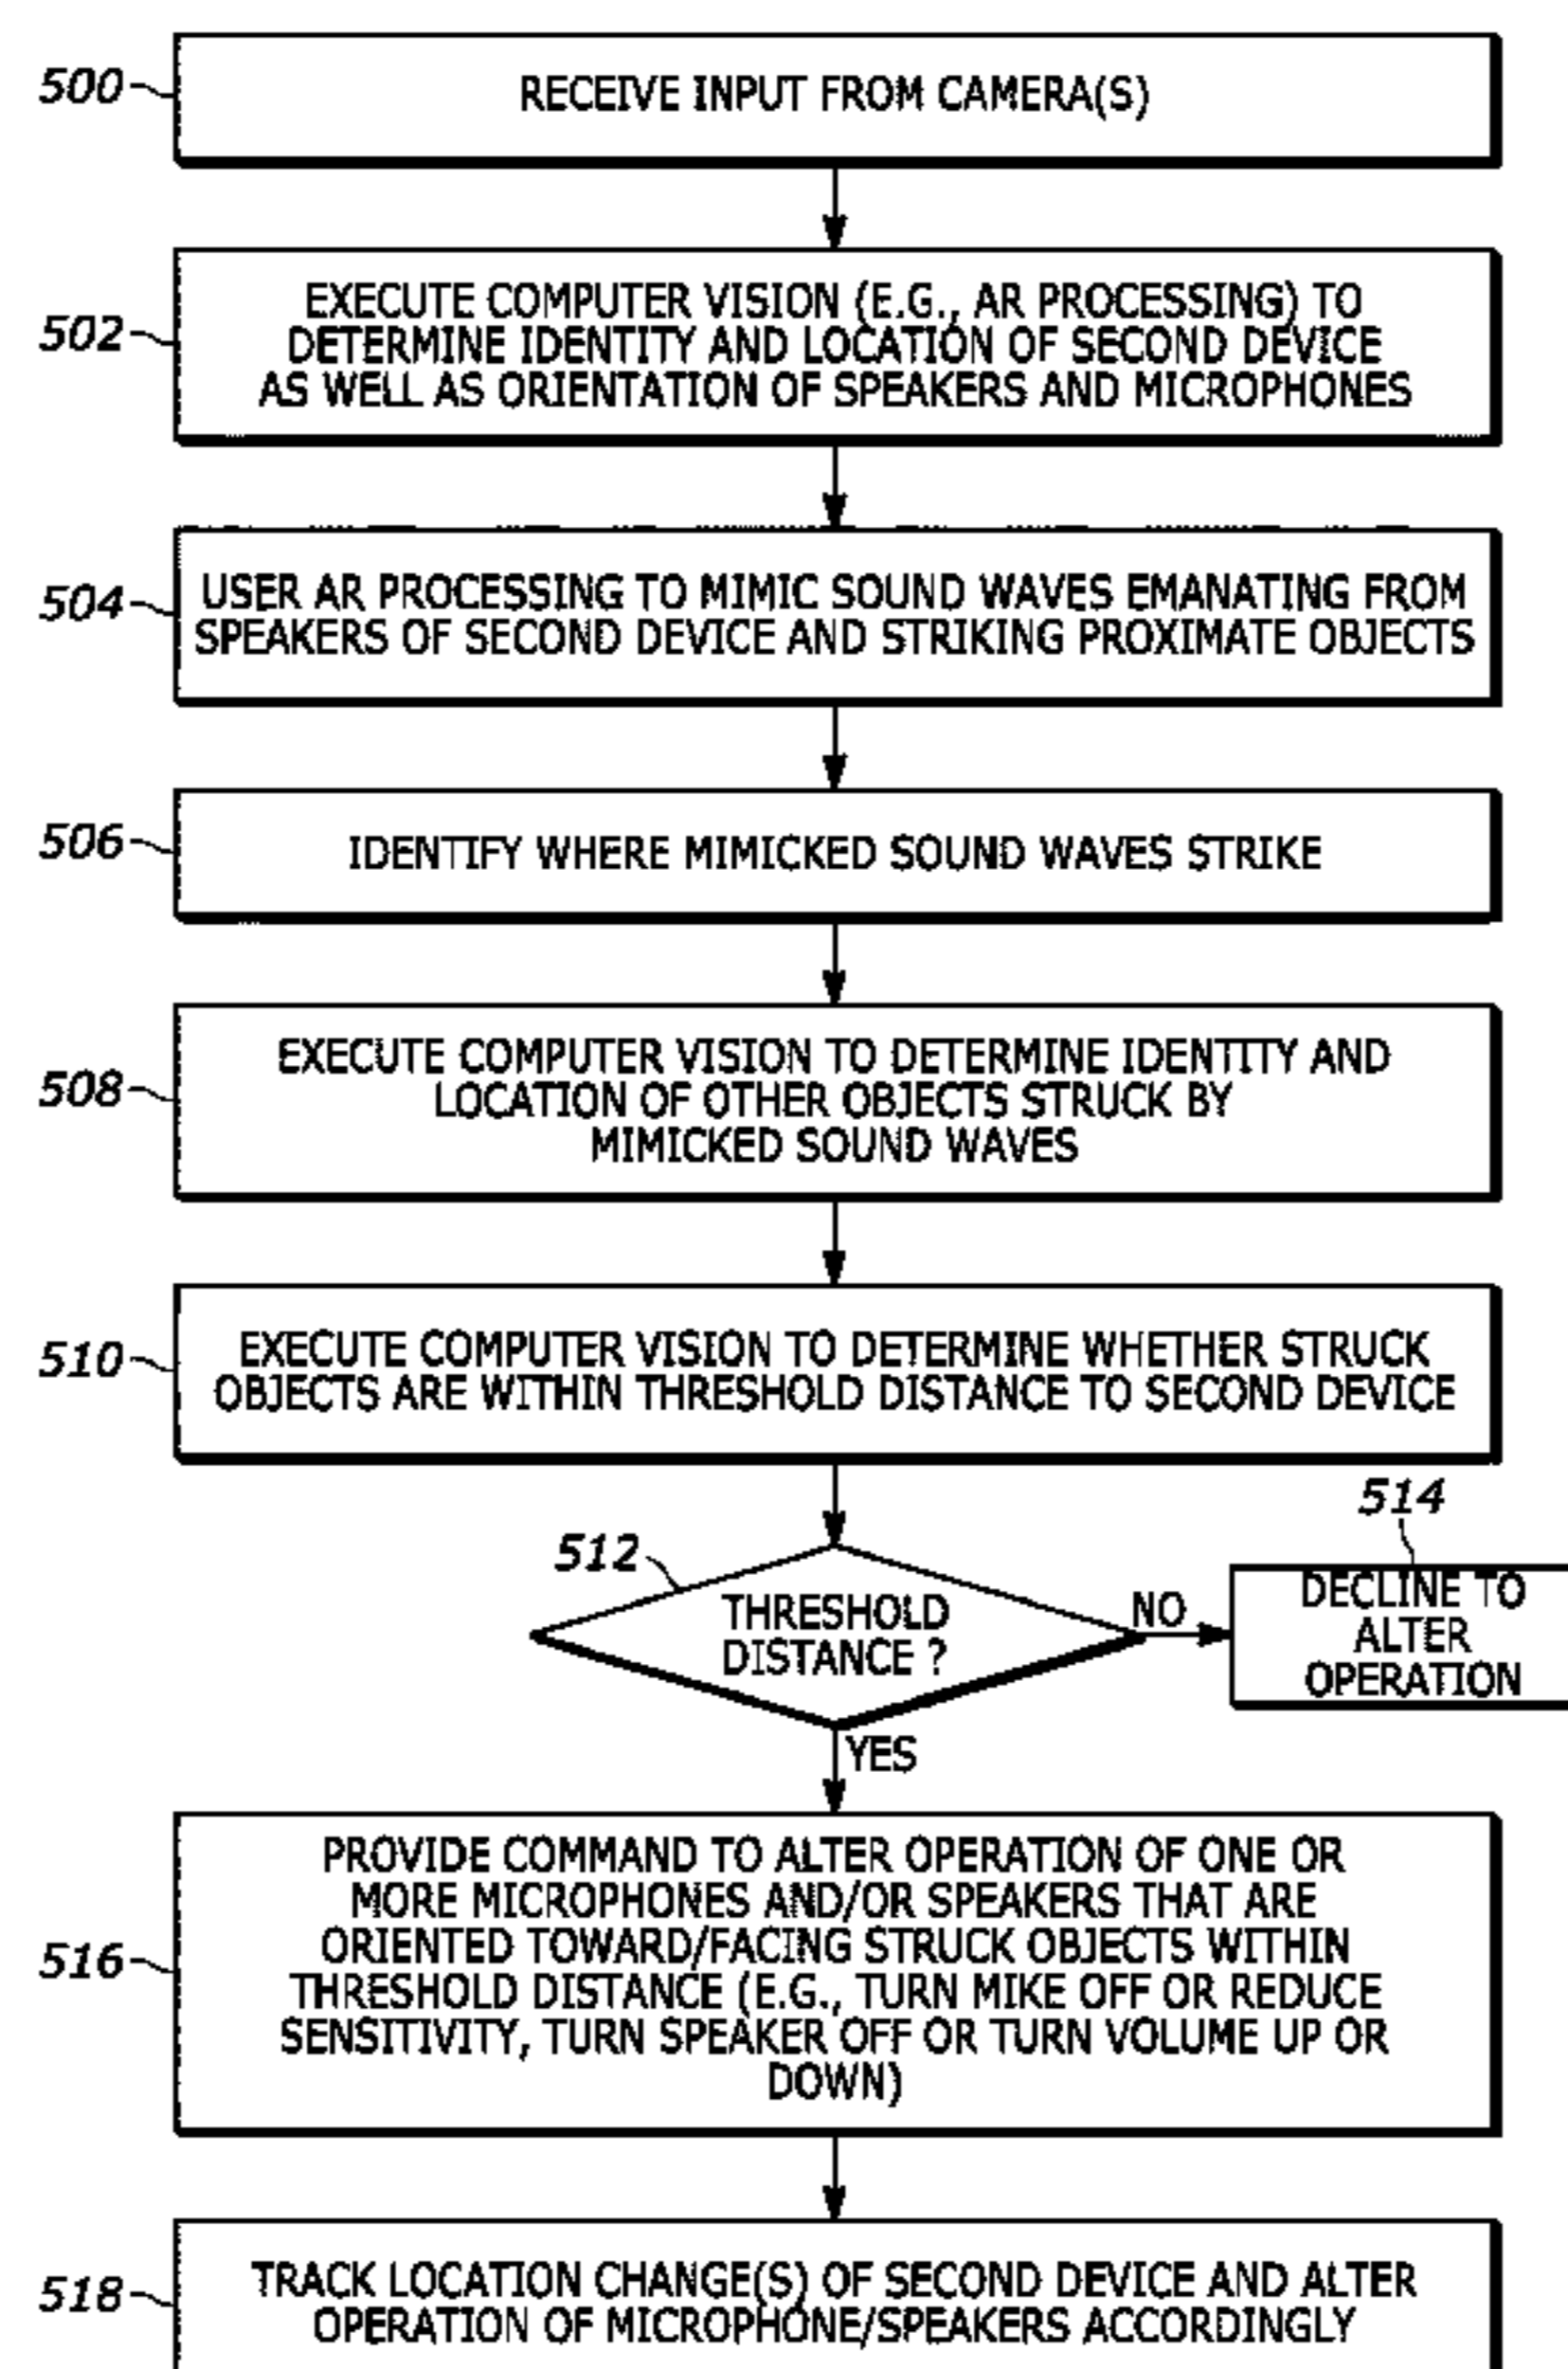 500
RECEIVE INPUT FROM CAMERA(S)
502
EXECUTE COMPUTER VISION (E.G., AR PROCESSING) TO
DETERMINE IDENTITY AND LOCATION OF SECOND DEVICE
AS WELL AS ORIENTATION OF SPEAKERS AND MICROPHONES
504
USER AR PROCESSING TO MIMIC SOUND WAVES EMANATING FROM
SPEAKERS OF SECOND DEVICE AND STRIKING PROXIMATE OBJECTS
506
IDENTIFY WHERE MIMICKED SOUND WAVES STRIKE
508
EXECUTE COMPUTER VISION TO DETERMINE IDENTITY AND
LOCATION OF OTHER OBJECTS STRUCK BY
MIMICKED SOUND WAVES
510
EXECUTE COMPUTER VISION TO DETERMINE WHETHER STRUCK
OBJECTS ARE WITHIN THRESHOLD DISTANCE TO SECOND DEVICE
512
THRESHOLD
DISTANCE ?
NO
514
DECLINE TO
ALTER
OPERATION
YES
516
PROVIDE COMMAND TO ALTER OPERATION OF ONE OR
MORE MICROPHONES AND/OR SPEAKERS THAT ARE
ORIENTED TOWARD/FACING STRUCK OBJECTS WITHIN
THRESHOLD DISTANCE (E.G., TURN MIKE OFF OR REDUCE
SENSITIVITY, TURN SPEAKER OFF OR TURN VOLUME UP OR
DOWN)
518
TRACK LOCATION CHANGE(S) OF SECOND DEVICE AND ALTER
OPERATION OF MICROPHONE/SPEAKERS ACCORDINGLY